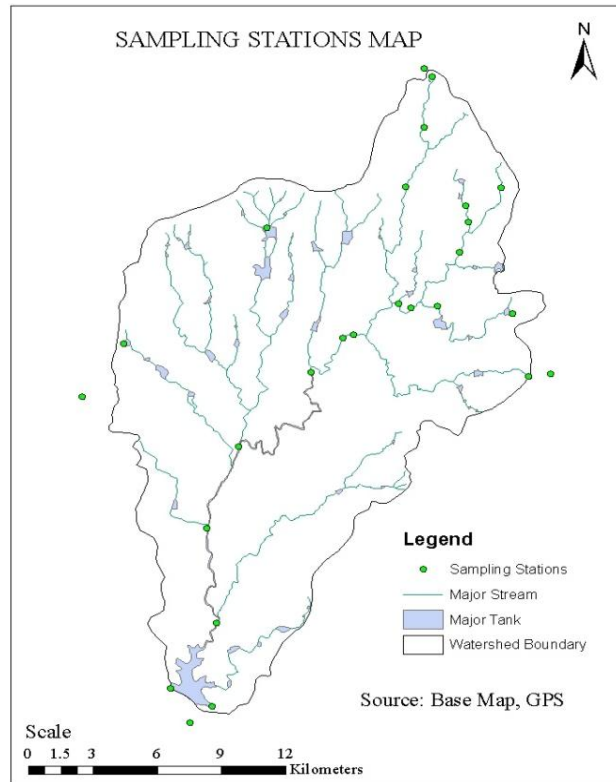 SAMPLING STATIONS MAP
N
Legend
Sampling Stations
Major Stream
Major Tank
Watershed Boundary
Source: Base Map, GPS
Scale
0 1.5 3 6 9 12
Kilometers